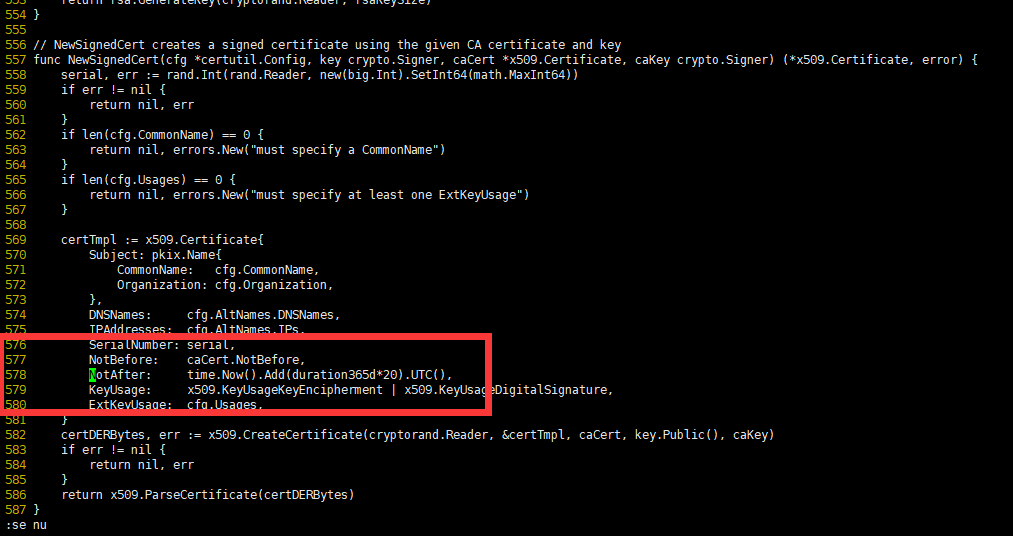 553     return rsa.GenerateKey(cryptorand.Reader, rsaKeySize)
554 }
555
556 // NewSignedCert creates a signed certificate using the given CA certificate and key
557 func NewSignedCert(cfg *certutil.Config, key crypto.Signer, caCert *x509.Certificate, caKey crypto.Signer) (*x509.Certificate, error) {
558     serial, err := rand.Int(rand.Reader, new(big.Int).SetInt64(math.MaxInt64))
559     if err != nil {
560         return nil, err
561     }
562     if len(cfg.CommonName) == 0 {
563         return nil, errors.New("must specify a CommonName")
564     }
565     if len(cfg.Usages) == 0 {
566         return nil, errors.New("must specify at least one ExtKeyUsage")
567     }
568
569     certTmpl := x509.Certificate{
570         Subject: pkix.Name{
571             CommonName:   cfg.CommonName,
572             Organization: cfg.Organization,
573         },
574         DNSNames:     cfg.AltNames.DNSNames,
575         IPAddresses:  cfg.AltNames.IPs,
576         SerialNumber: serial,
577         NotBefore:    caCert.NotBefore,
578         NotAfter:     time.Now().Add(duration365d*20).UTC(),
579         KeyUsage:     x509.KeyUsageKeyEncipherment | x509.KeyUsageDigitalSignature,
580         ExtKeyUsage:  cfg.Usages,
581     }
582     certDERBytes, err := x509.CreateCertificate(cryptorand.Reader, &certTmpl, caCert, key.Public(), caKey)
583     if err != nil {
584         return nil, err
585     }
586     return x509.ParseCertificate(certDERBytes)
587 }
:se nu